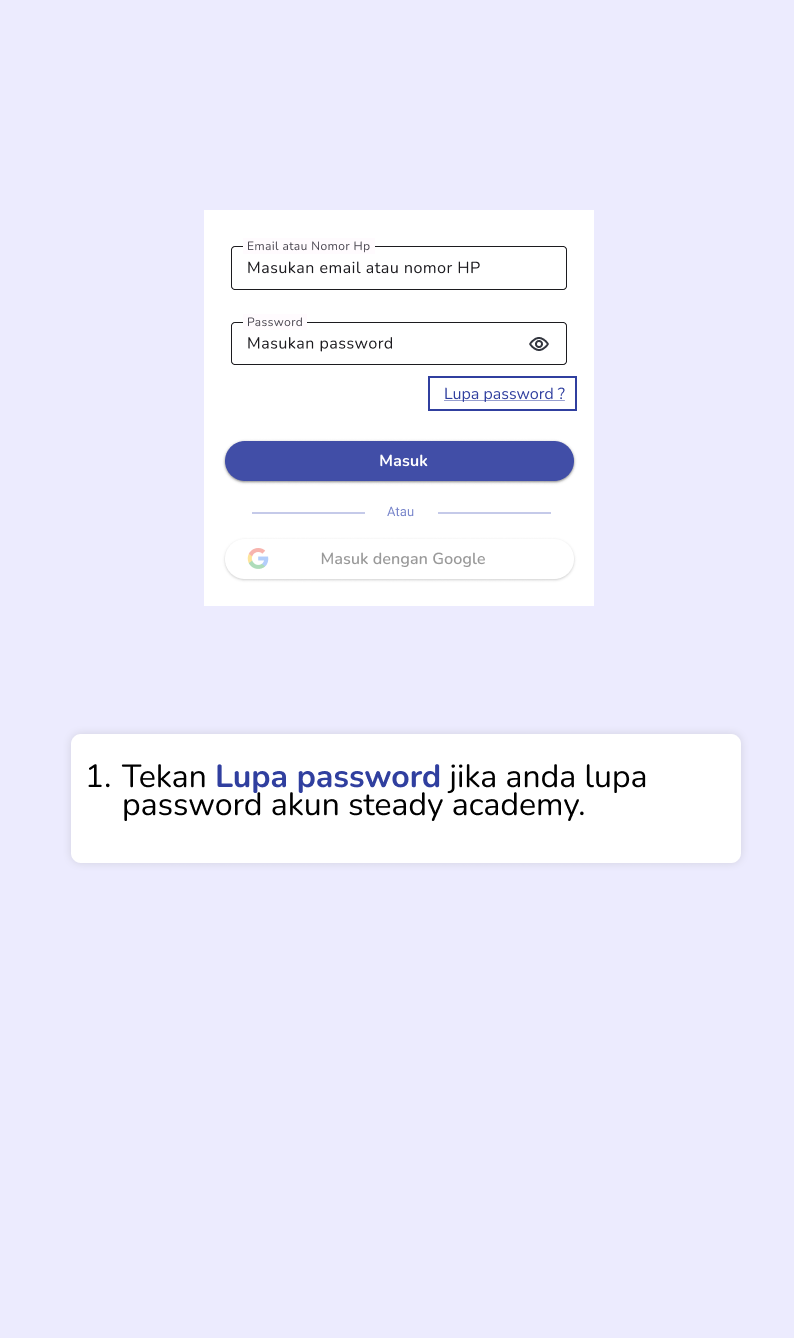 Email atau Nomor Hp
Masukan email atau nomor HP
Password
Masukan password
Lupa password ?
Masuk
Atau
Masuk dengan Google
1. Tekan Lupa password jika anda lupa
password akun steady academy.